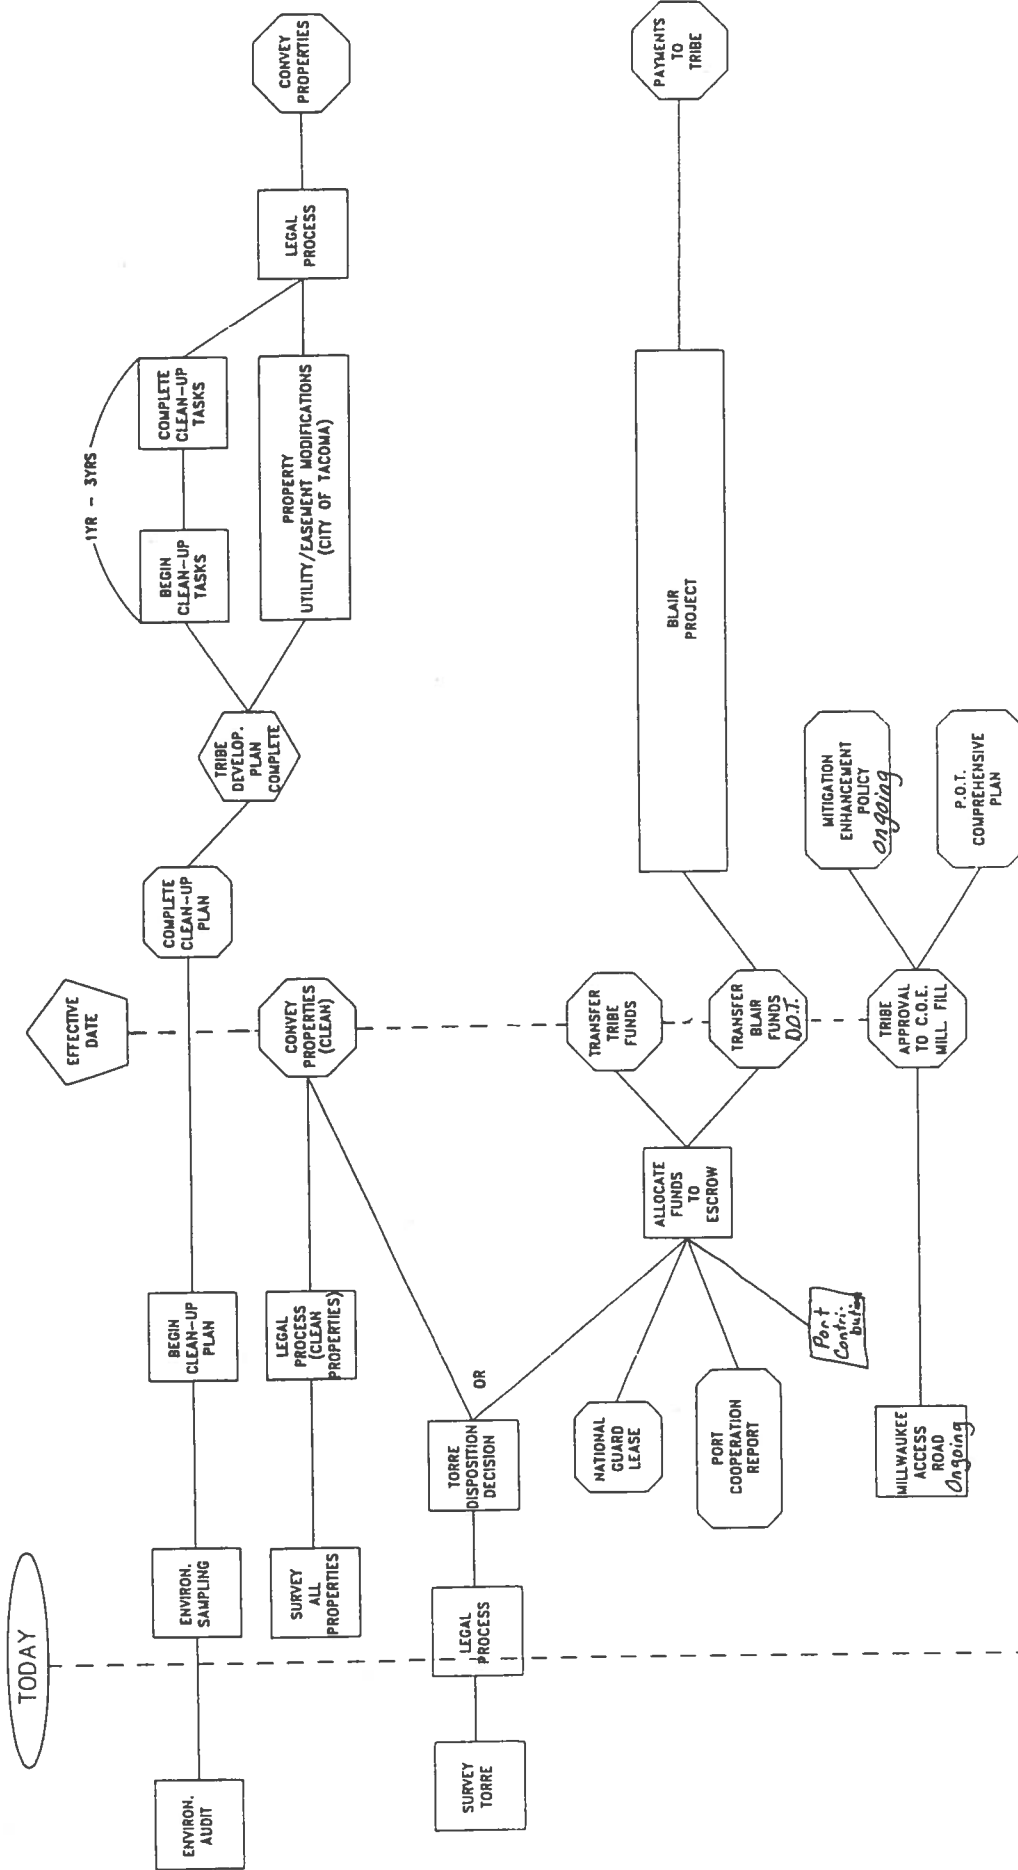 TODAY
EFFECTIVE
DATE
ENVIRON.
AUDIT
ENVIRON.
SAMPLING
BEGIN
CLEAN-UP
PLAN
COMPLETE
CLEAN-UP
PLAN
TRIBE
DEVELOP.
PLAN
COMPLETE
1YR - 3YRS
BEGIN
CLEAN-UP
TASKS
COMPLETE
CLEAN-UP
TASKS
PROPERTY
UTILITY/EASEMENT MODIFICATIONS
(CITY OF TACOMA)
LEGAL
PROCESS
CONVEY
PROPERTIES
SURVEY
ALL
PROPERTIES
LEGAL
PROCESS
(CLEAN
PROPERTIES)
CONVEY
PROPERTIES
(CLEAN)
SURVEY
TORRE
LEGAL
PROCESS
TORRE
DISPOSITION
DECISION
OR
NATIONAL
GUARD
LEASE
PORT
COOPERATION
REPORT
Port
Contri-
bution
ALLOCATE
FUNDS
TO
ESCROW
TRANSFER
TRIBE
FUNDS
TRANSFER
BLAIR
FUNDS
D.O.T.
BLAIR
PROJECT
PAYMENTS
TO
TRIBE
MILLWAUKEE
ACCESS
ROAD
Ongoing
TRIBE
APPROVAL
TO C.O.E.
MILL. FILL
MITIGATION
ENHANCEMENT
POLICY
ongoing
P.O.T.
COMPREHENSIVE
PLAN